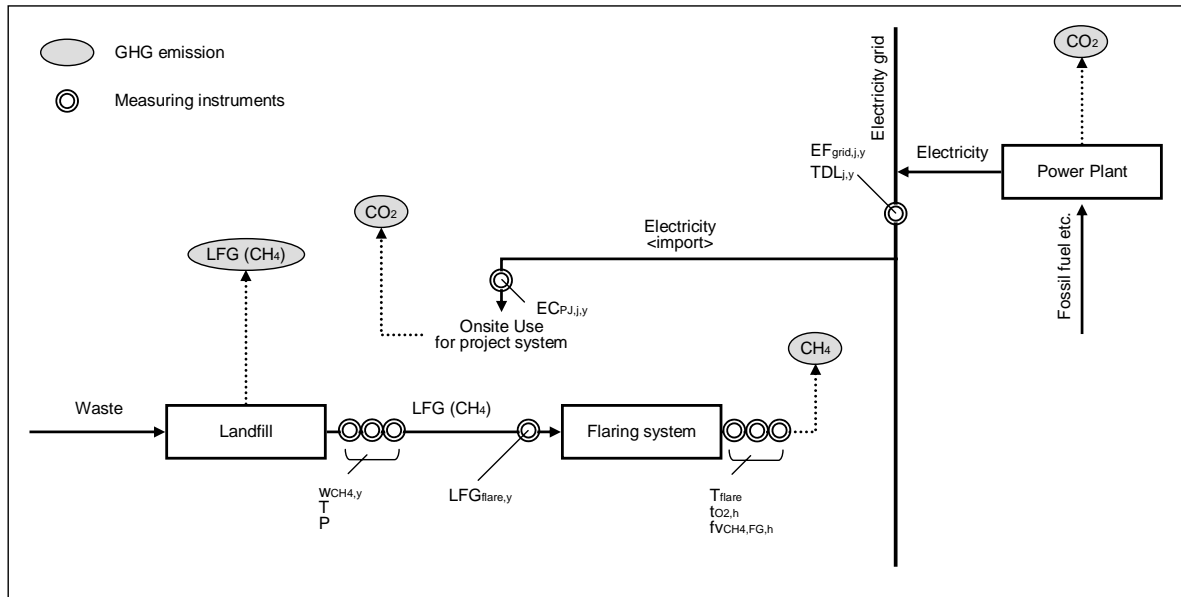 GHG emission
Measuring instruments
Electricity grid
CO2
EFgrid,j,y
TDLj,y
Electricity
Power Plant
Fossil fuel etc.
CO2
LFG (CH4)
Electricity
<import>
ECPJ,j,y
Onsite Use
for project system
CH4
Waste
Landfill
LFG (CH4)
Flaring system
wCH4,y
T
P
LFGflare,y
Tflare
tO2,h
fvCH4,FG,h